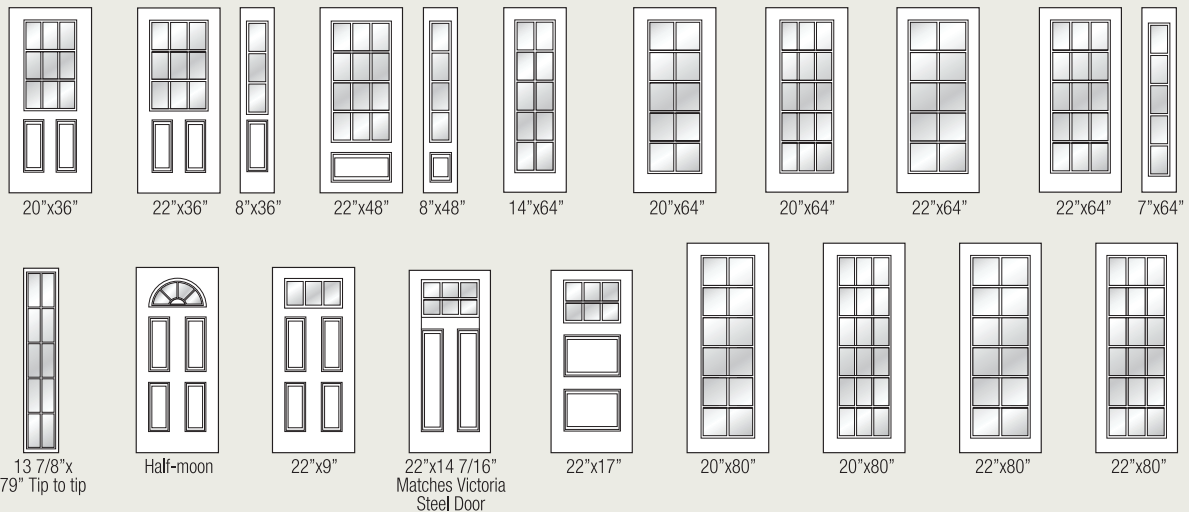 20”x36”
22”x36”
8”x36”
22”x48”
8”x48”
14”x64”
20”x64”
20”x64”
22”x64”
22”x64”
7”x64”
13 7/8”x
79” Tip to tip
Half-moon
22”x9”
22”x14 7/16”
Matches Victoria
Steel Door
22”x17”
20”x80”
20”x80”
22”x80”
22”x80”